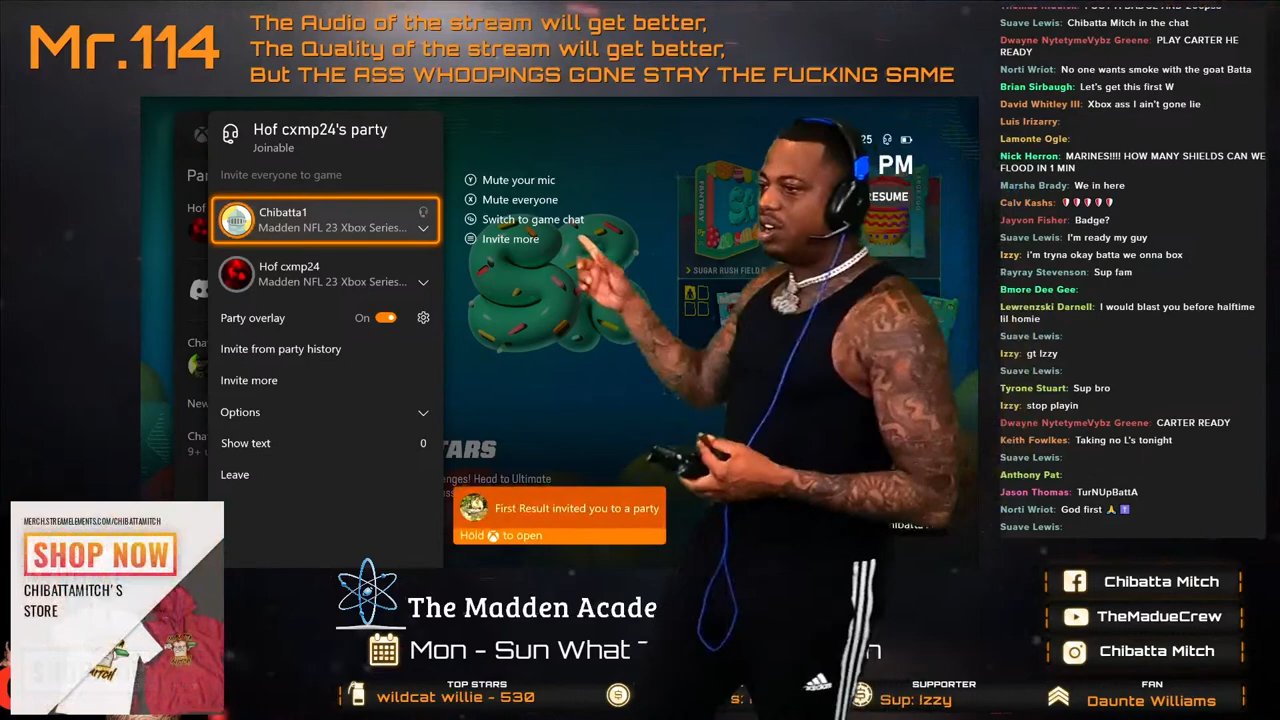 Mr.114
The Audio of the stream will get better,
The Quality of the stream will get better,
But THE ASS WHOOPINGS GONE STAY THE FUCKING SAME
Hof cxmp24's party
Joinable
Invite everyone to game
Chibatta1
Madden NFL 23 Xbox Series...
Hof cxmp24
Madden NFL 23 Xbox Series...
Party overlay
On
Invite from party history
Invite more
Options
Show text
0
Leave
Mute your mic
Mute everyone
Switch to game chat
Invite more
25
PM
RESUME
FANTASY
SUGAR RUSH FIELD
Head to Ultimate
First Result invited you to a party
Hold to open
Suave Lewis: Chibatta Mitch in the chat
Dwayne NytetymeVybz Greene: PLAY CARTER HE
READY
Norti Wriot: No one wants smoke with the goat Batta
Brian Sirbaugh: Let's get this first W
David Whitley III: Xbox ass I ain't gone lie
Luis Irizarry:
Lamonte Ogle:
Nick Herron: MARINES!!!! HOW MANY SHIELDS CAN WE
FLOOD IN 1 MIN
Marsha Brady: We in here
Calv Kashs:
Jayvon Fisher: Badge?
Suave Lewis: I'm ready my guy
Izzy: i'm tryna okay batta we onna box
Rayray Stevenson: Sup fam
Bmore Dee Gee:
Lewrenzski Darnell: I would blast you before halftime
lil homie
Suave Lewis:
Izzy: gt Izzy
Suave Lewis:
Tyrone Stuart: Sup bro
Izzy: stop playin
Dwayne NytetymeVybz Greene: CARTER READY
Keith Fowlkes: Taking no L's tonight
Suave Lewis:
Anthony Pat:
Jason Thomas: TurNUpBattA
Norti Wriot: God first 🙏
Suave Lewis:
MERCH.STREAMELEMENTS.COM/CHIBATTAMITCH
SHOP NOW
CHIBATTAMITCH'S
STORE
The Madden Acade
Mon - Sun What
TOP STARS
wildcat willie - 530
SUPPORTER
Sup: Izzy
FAN
Daunte Williams
Chibatta Mitch
TheMadueCrew
Chibatta Mitch
adidas